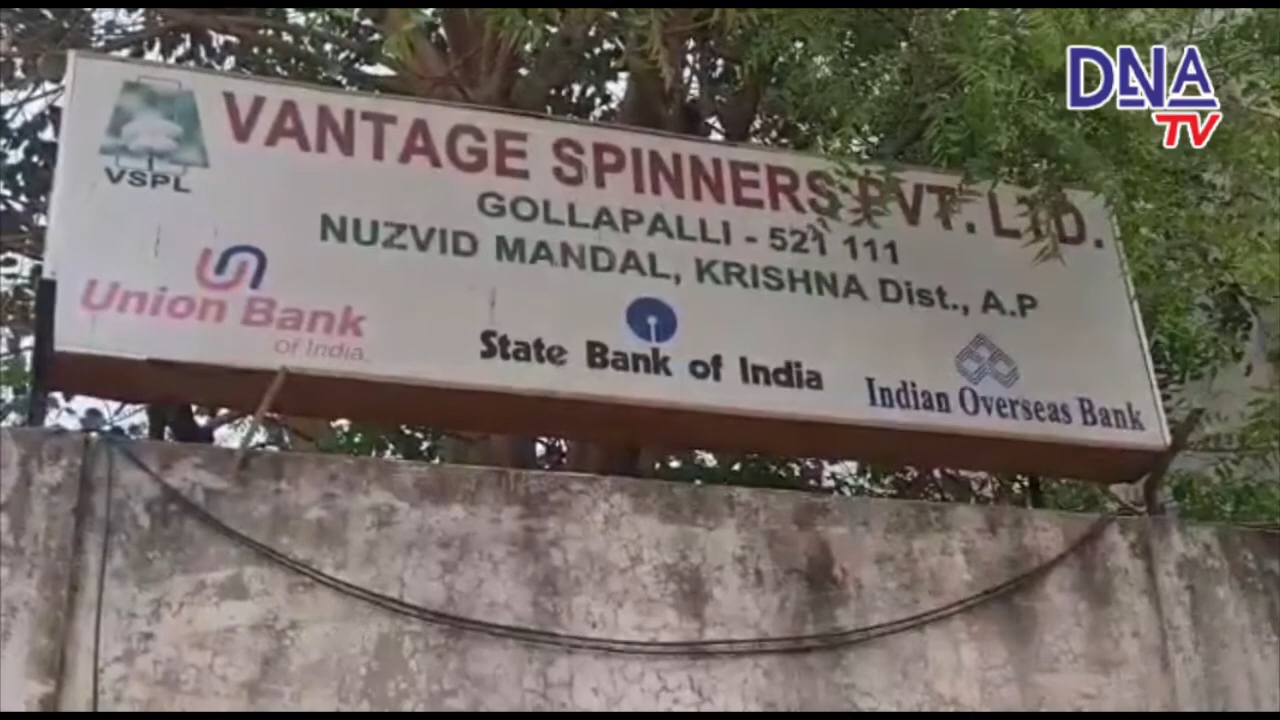 DNA
TV
VSPL
VANTAGE SPINNERS PVT. LTD.
GOLLAPALLI - 521 111
NUZVID MANDAL, KRISHNA Dist., A.P
Union Bank
of India
State Bank of India
Indian Overseas Bank